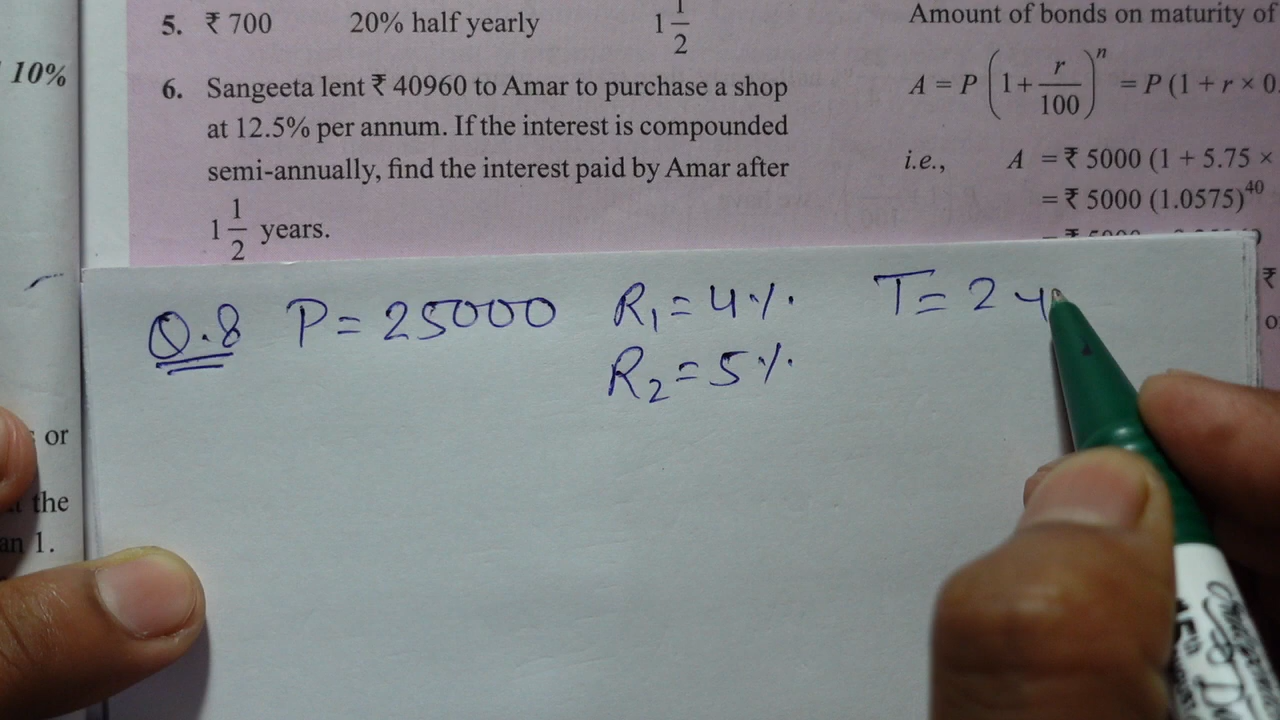 10%
or
the
an 1.
5. ₹ 700 20% half yearly 1 1/2
6. Sangeeta lent ₹ 40960 to Amar to purchase a shop
at 12.5% per annum. If the interest is compounded
semi-annually, find the interest paid by Amar after
1 1/2 years.
Amount of bonds on maturity of
A = P (1 + r/100)^n = P (1 + r × 0.
i.e., A = ₹ 5000 (1 + 5.75 ×
= ₹ 5000 (1.0575)^40
₹
o
Q.8 P = 25000 R₁ = 4% T = 2 y
R₂ = 5%